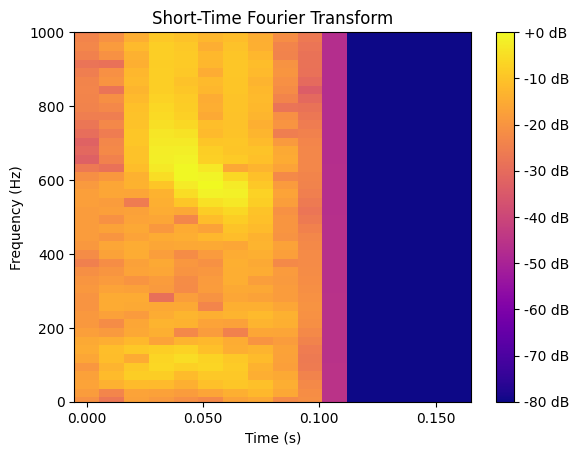 Short-Time Fourier Transform
1000
800
600
400
200
0
Frequency (Hz)
0.000
0.050
0.100
0.150
Time (s)
+0 dB
-10 dB
-20 dB
-30 dB
-40 dB
-50 dB
-60 dB
-70 dB
-80 dB